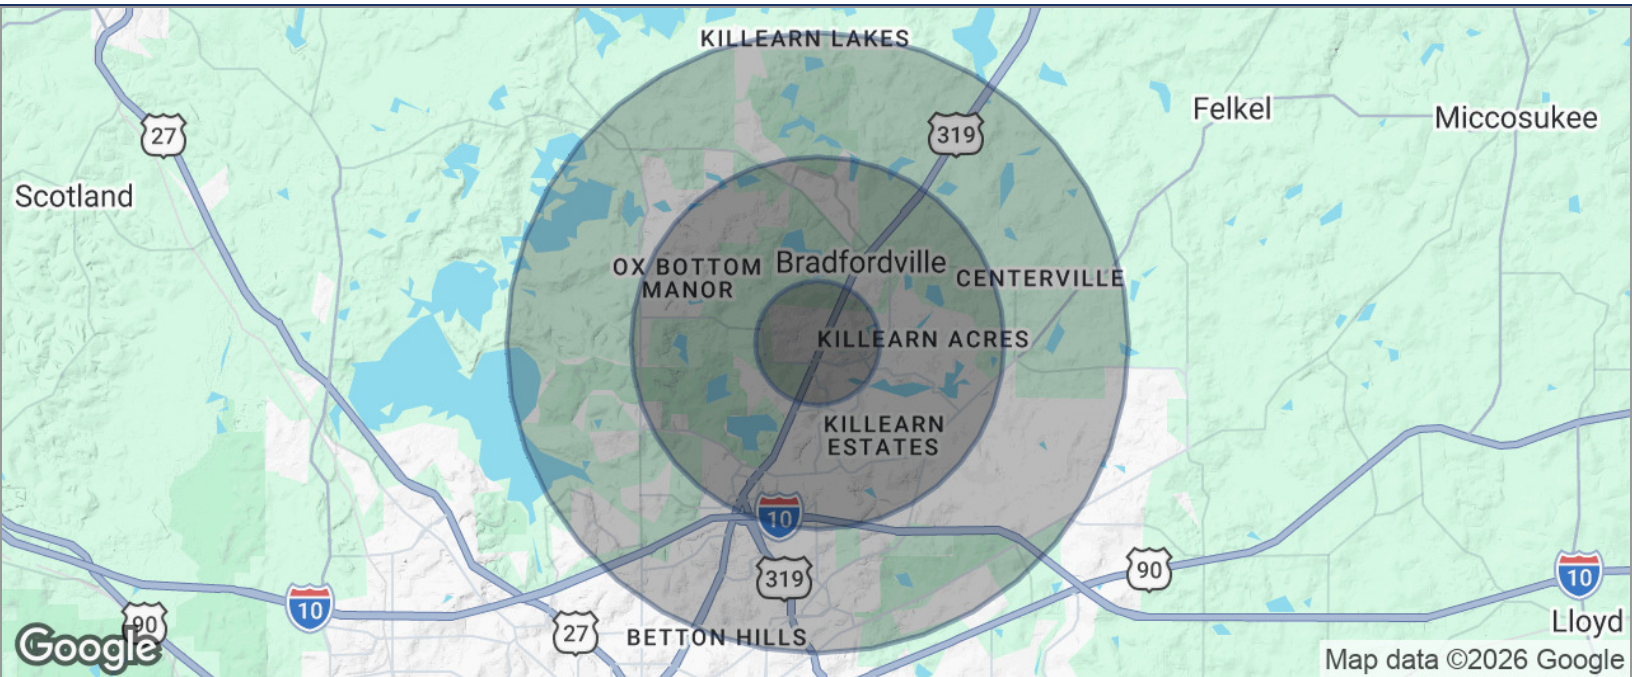 KILLEARN LAKES
27
319
Felkel
Miccosukee
Scotland
OX BOTTOM
MANOR
Bradfordville
CENTERVILLE
KILLEARN ACRES
KILLEARN
ESTATES
10
319
90
10
10
90
27
BETTON HILLS
Lloyd
Google
Map data ©2026 Google